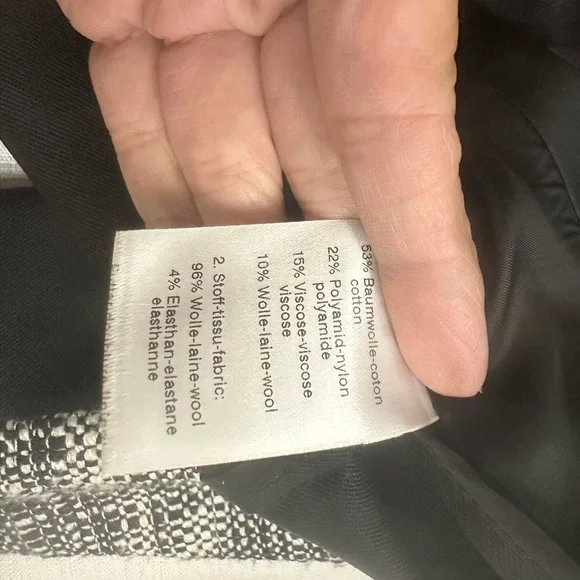 53% Baumwolle-coton
cotton
22% Polyamid-nylon
polyamide
15% Viscose-viscose
viscose
10% Wolle-laine-wool
2. Stoff-tissu-fabric:
96% Wolle-laine-wool
4% Elasthan-elastane
elasthanne